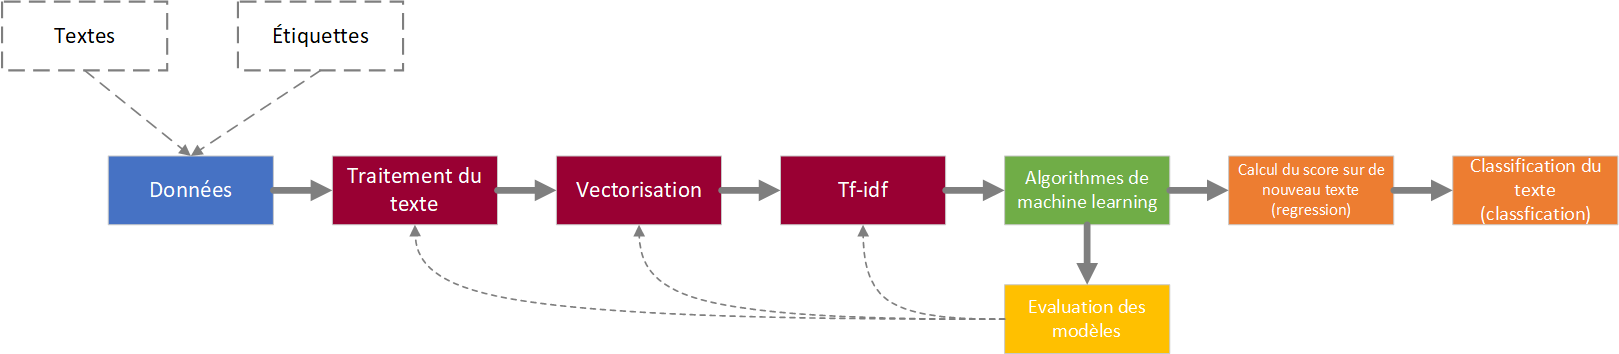 Textes
Étiquettes
Données
Traitement du
texte
Vectorisation
Tf-idf
Algorithmes de
machine learning
Calcul du score sur de
nouveau texte
(regression)
Classification du
texte
(classfication)
Evaluation des
modèles